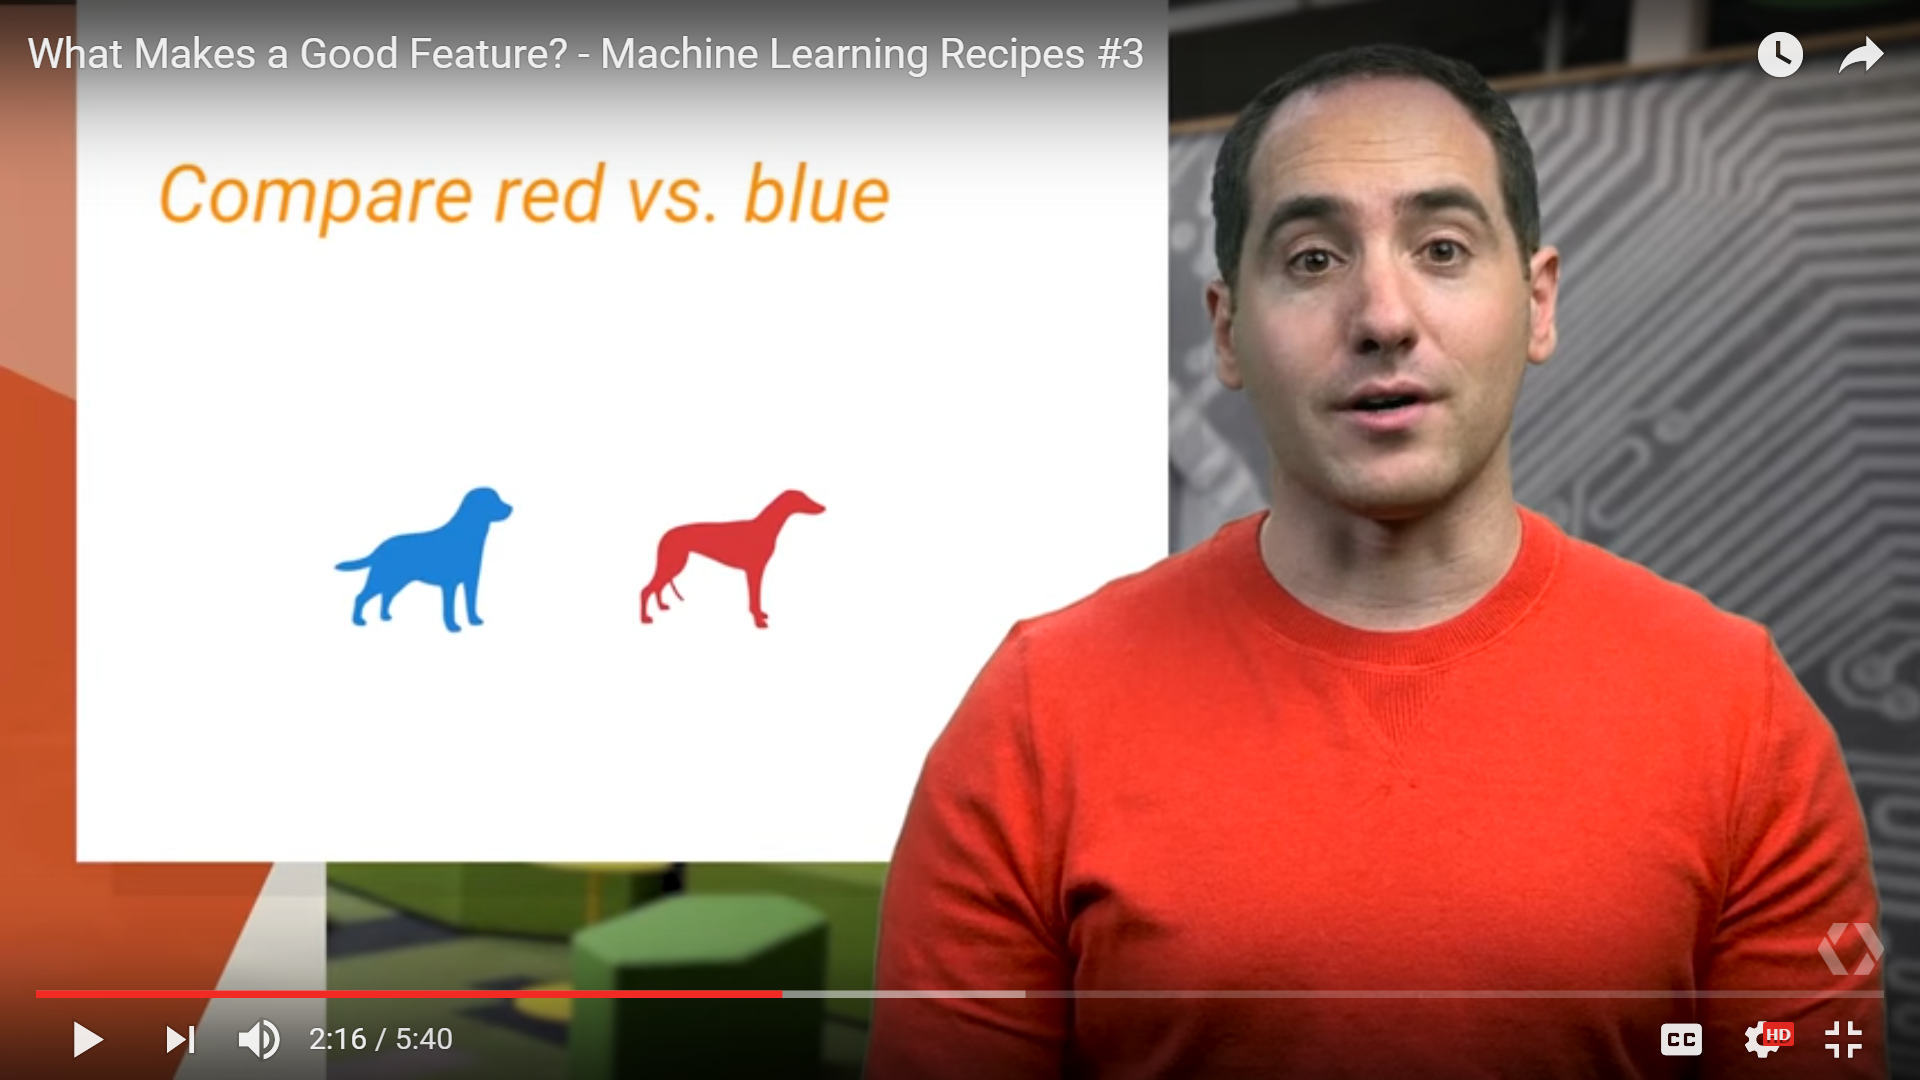 What Makes a Good Feature? - Machine Learning Recipes #3
Compare red vs. blue
2:16 / 5:40
CC
HD